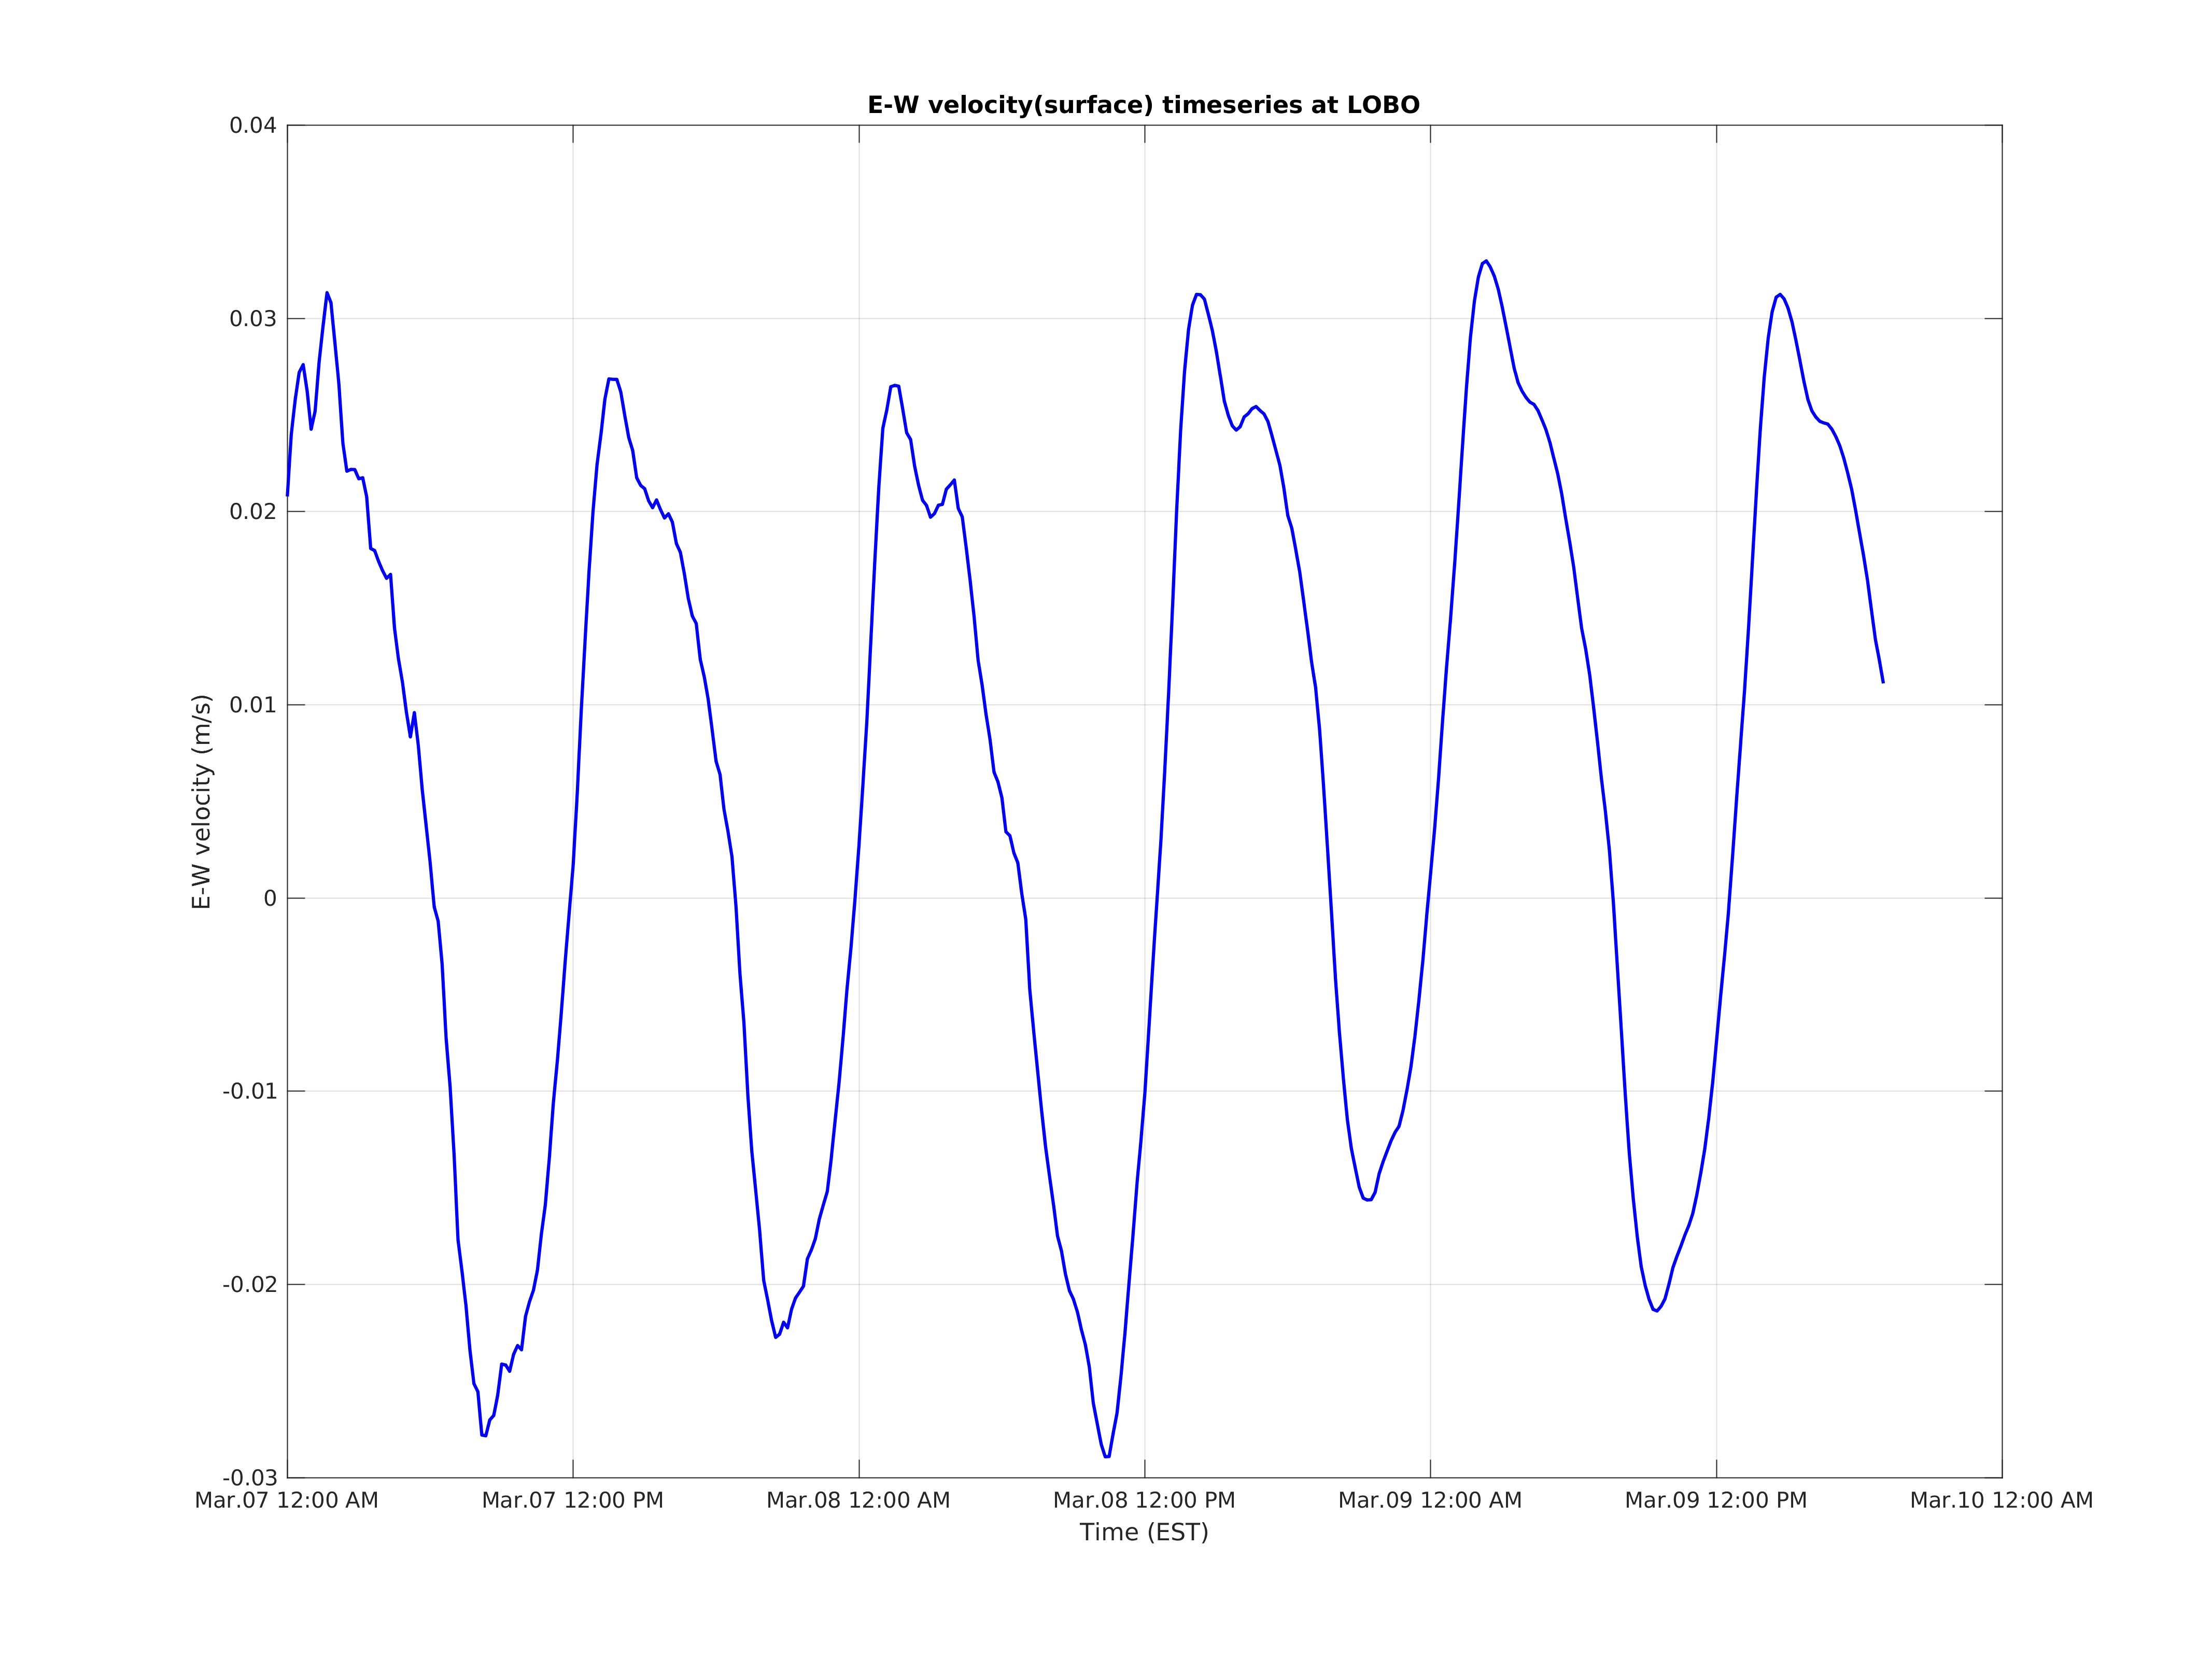 E-W velocity(surface) timeseries at LOBO
0.04
0.03
0.02
0.01
0
-0.01
-0.02
-0.03
E-W velocity (m/s)
Mar.07 12:00 AM
Mar.07 12:00 PM
Mar.08 12:00 AM
Mar.08 12:00 PM
Mar.09 12:00 AM
Mar.09 12:00 PM
Mar.10 12:00 AM
Time (EST)